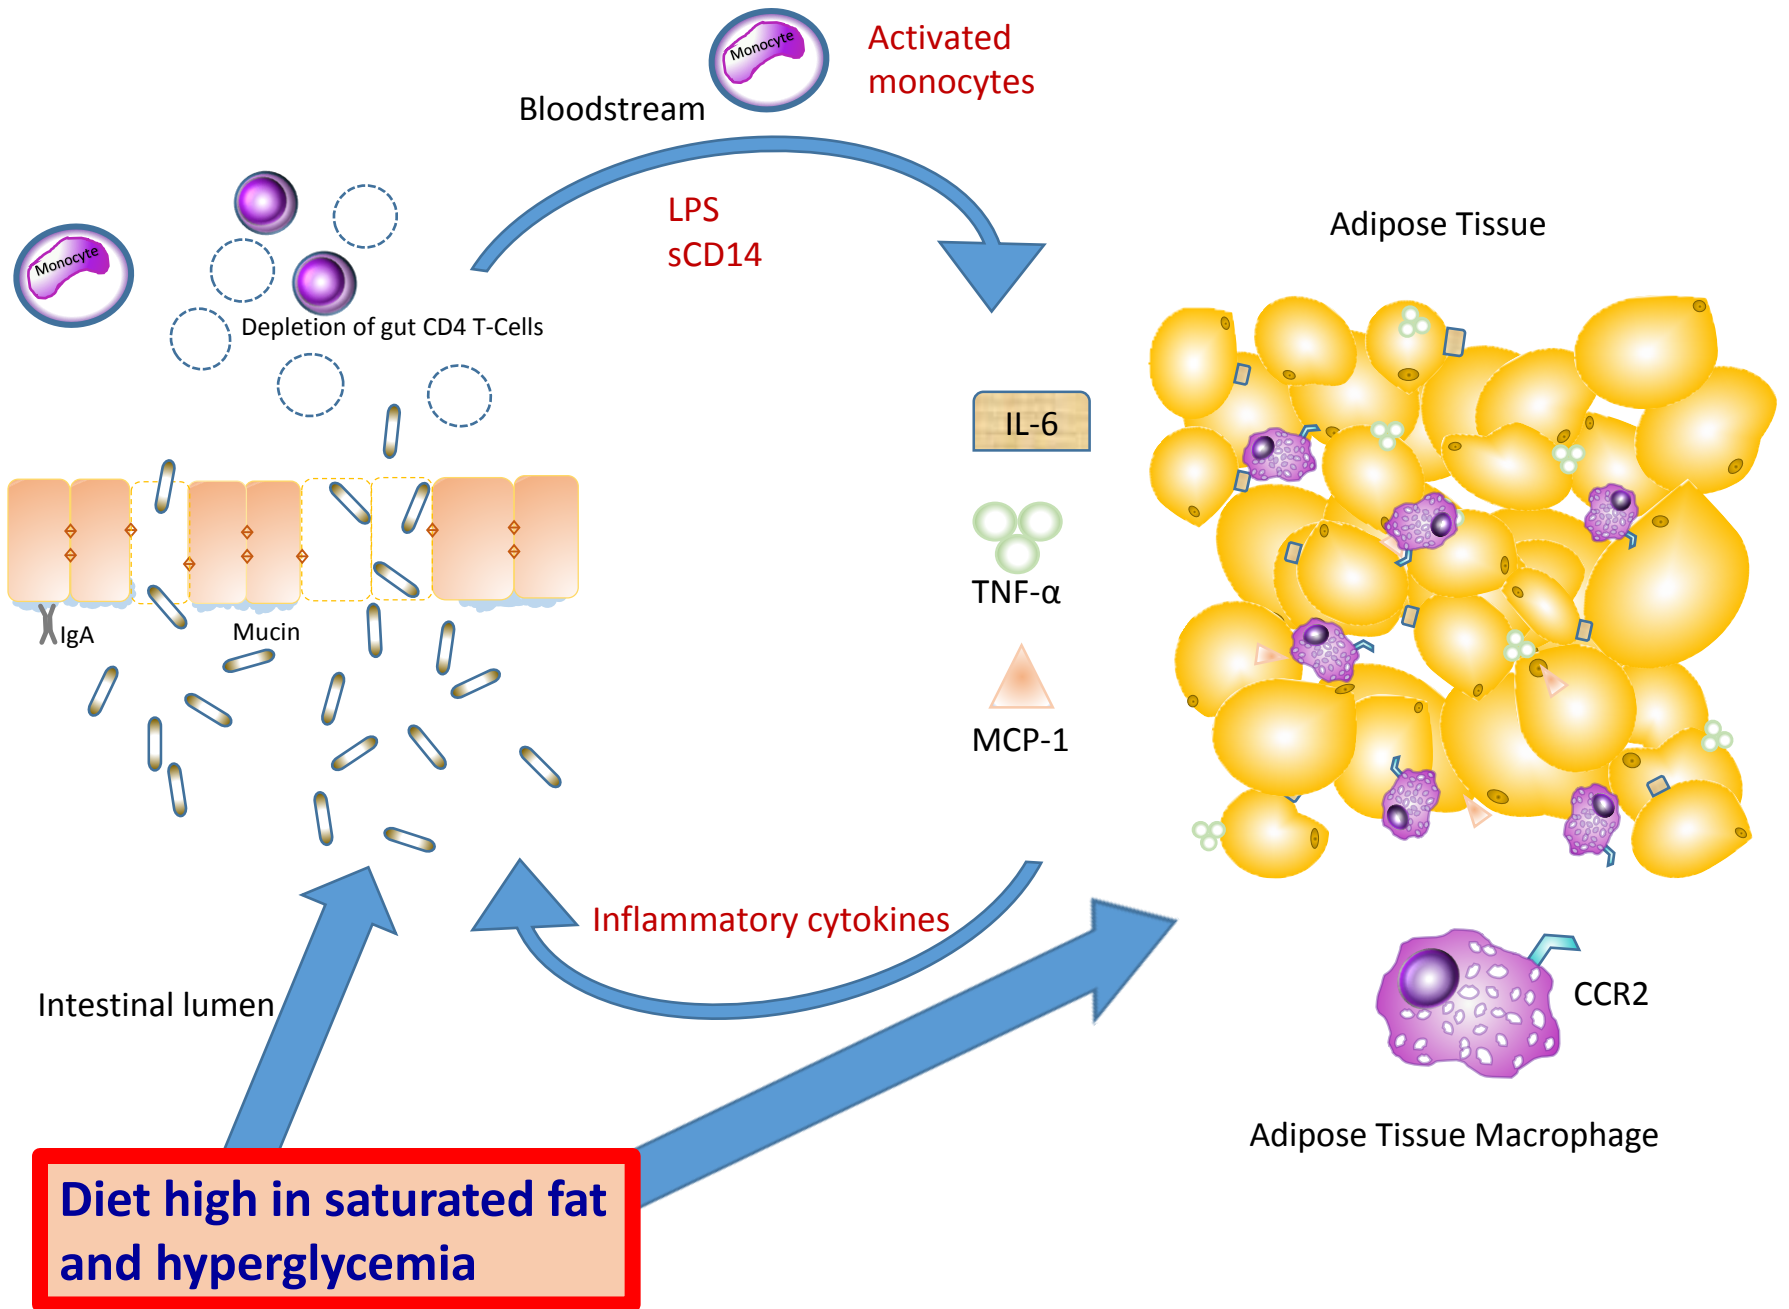 Monocyte
Activated
monocytes
Bloodstream
LPS
sCD14
Adipose Tissue
Monocyte
Depletion of gut CD4 T-Cells
IL-6
TNF-α
MCP-1
IgA
Mucin
Inflammatory cytokines
Intestinal lumen
CCR2
Adipose Tissue Macrophage
Diet high in saturated fat
and hyperglycemia